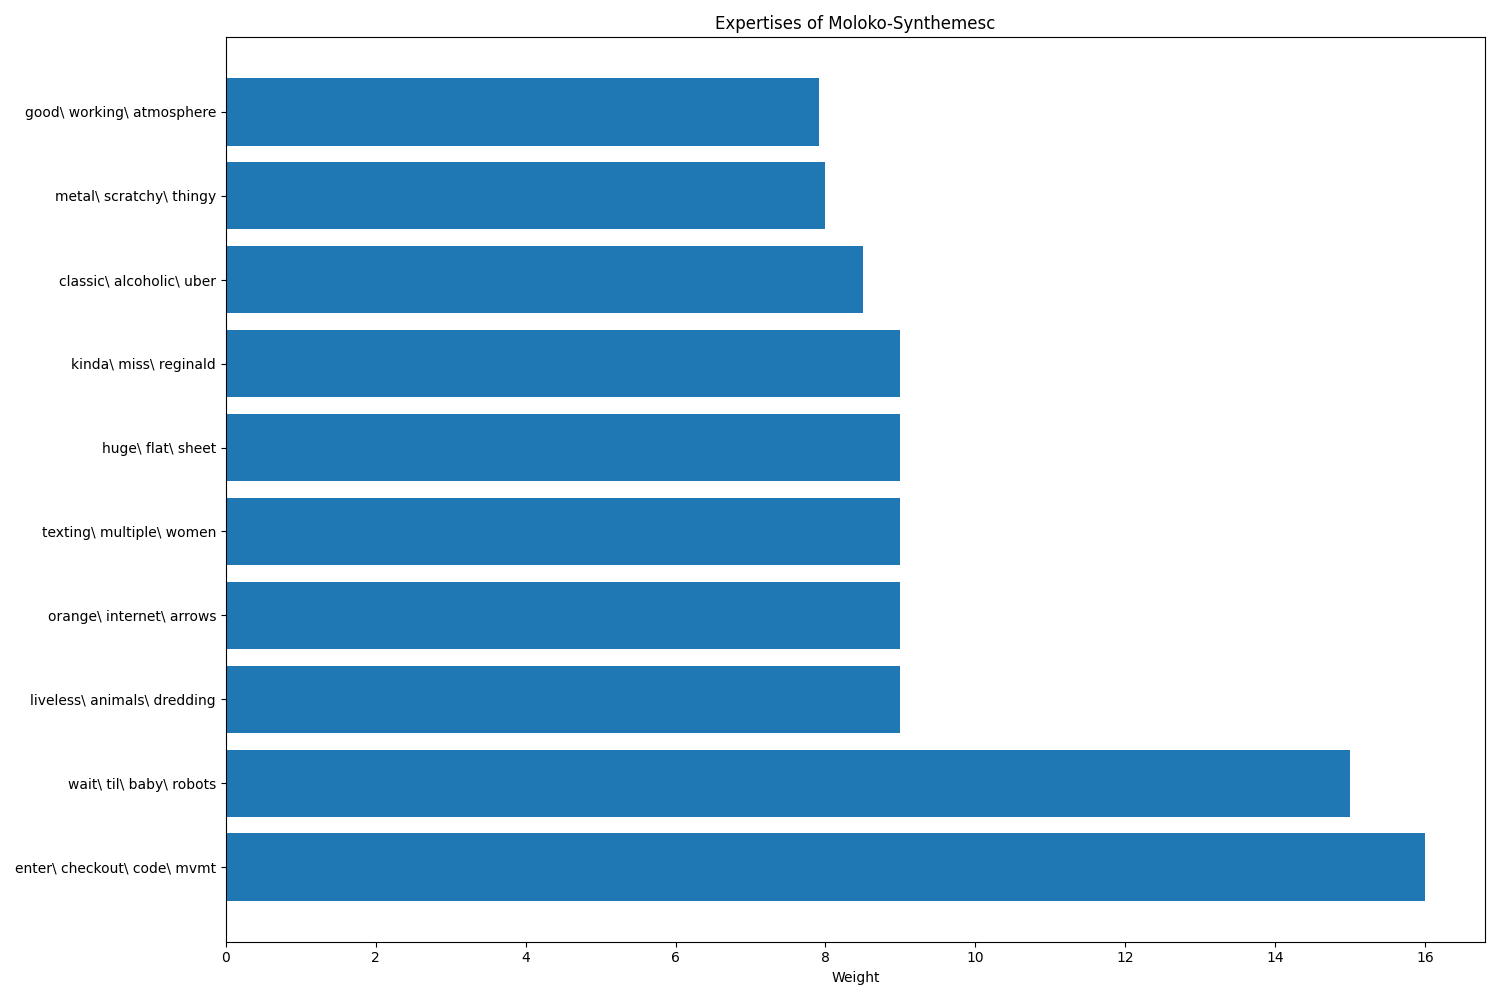 Expertises of Moloko-Synthemesc
good\ working\ atmosphere
metal\ scratchy\ thingy
classic\ alcoholic\ uber
kinda\ miss\ reginald
huge\ flat\ sheet
texting\ multiple\ women
orange\ internet\ arrows
liveless\ animals\ dredding
wait\ til\ baby\ robots
enter\ checkout\ code\ mvmt
0 2 4 6 8 10 12 14 16
Weight